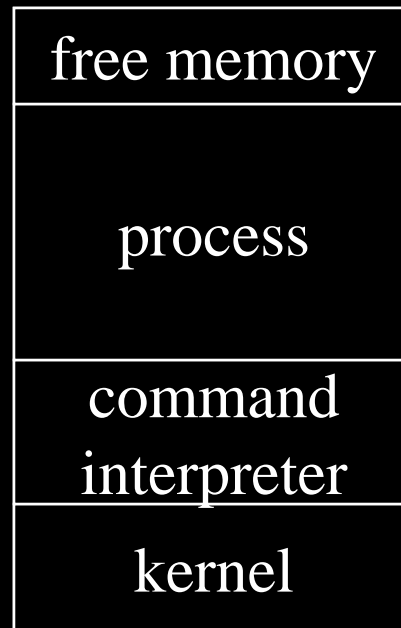 free memory
process
command
interpreter
kernel